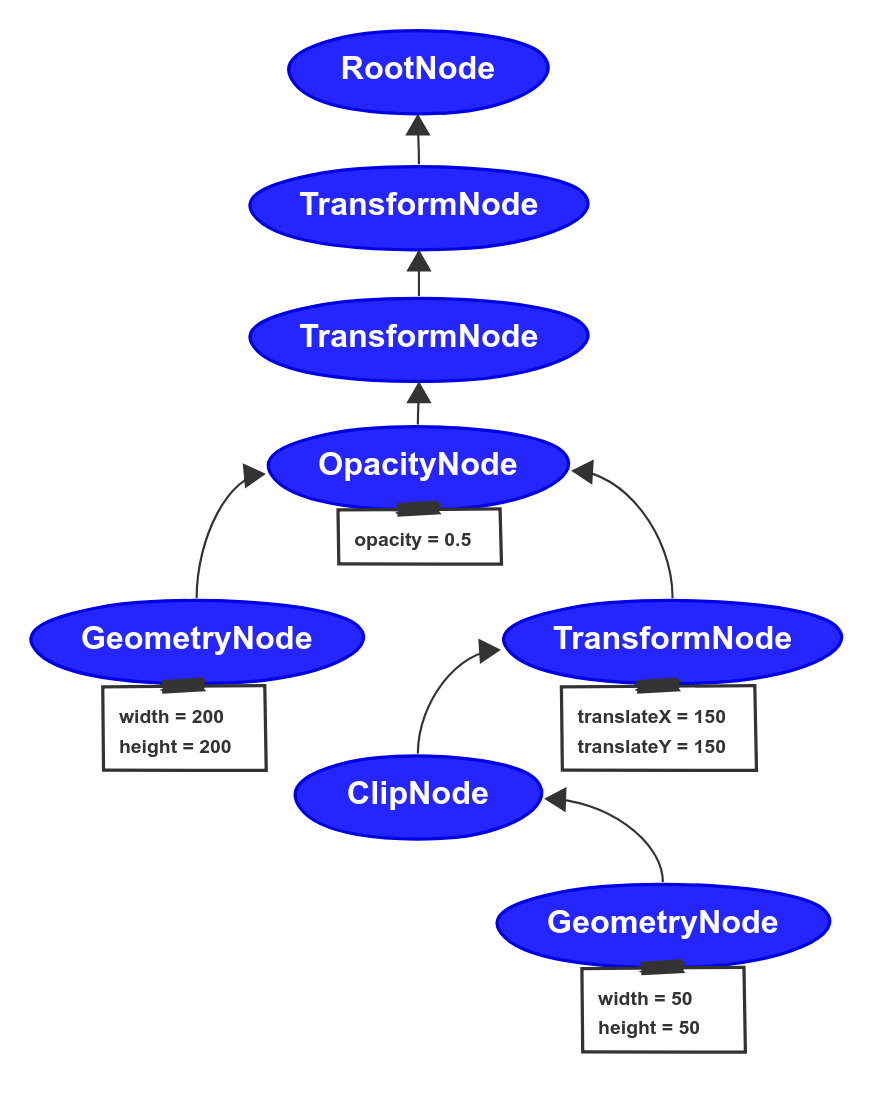 RootNode
TransformNode
TransformNode
OpacityNode
opacity = 0.5
GeometryNode
width = 200
height = 200
TransformNode
translateX = 150
translateY = 150
ClipNode
GeometryNode
width = 50
height = 50